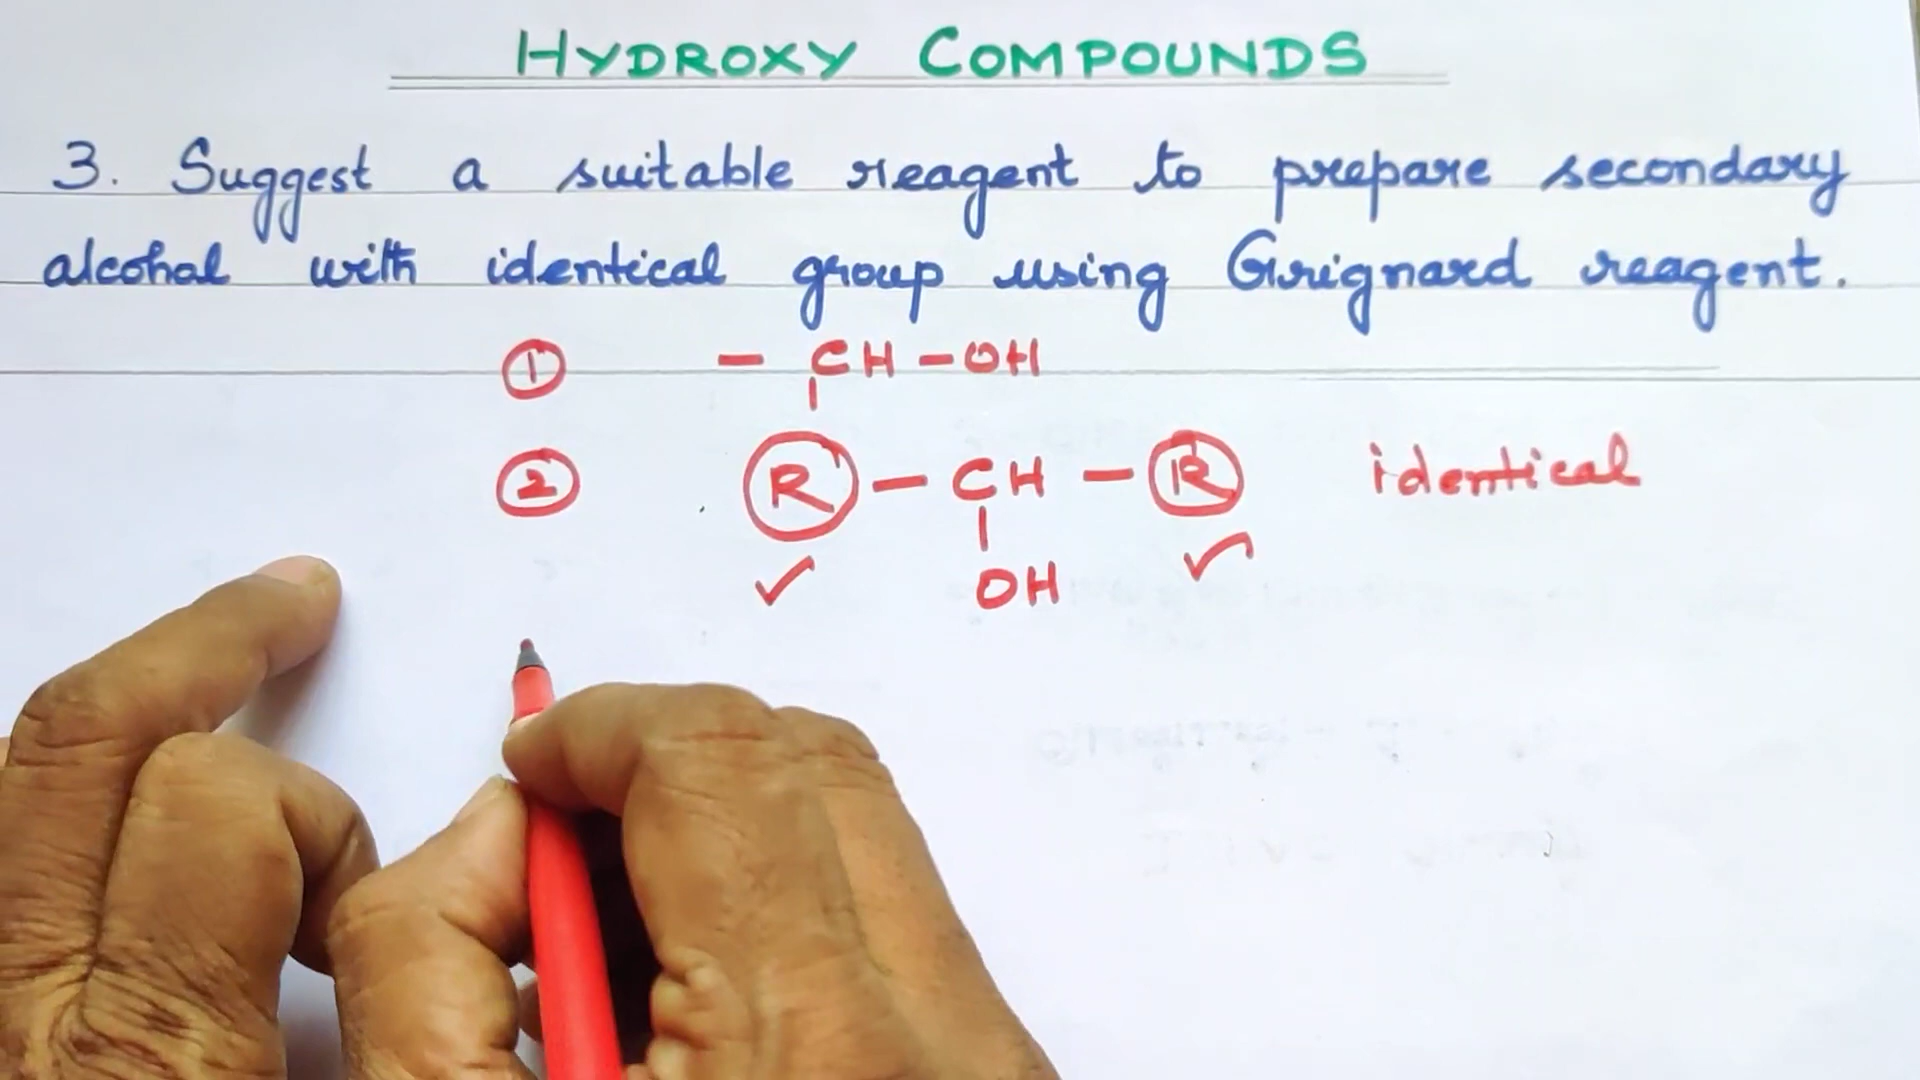 HYDROXY COMPOUNDS
3. Suggest a suitable reagent to prepare secondary
alcohal with identical group using Grignard reagent.
① – CH – OH
|
② R – CH – R identical
|
✓ OH ✓